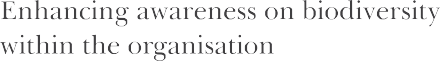 Enhancing awareness on biodiversity
within the organisation